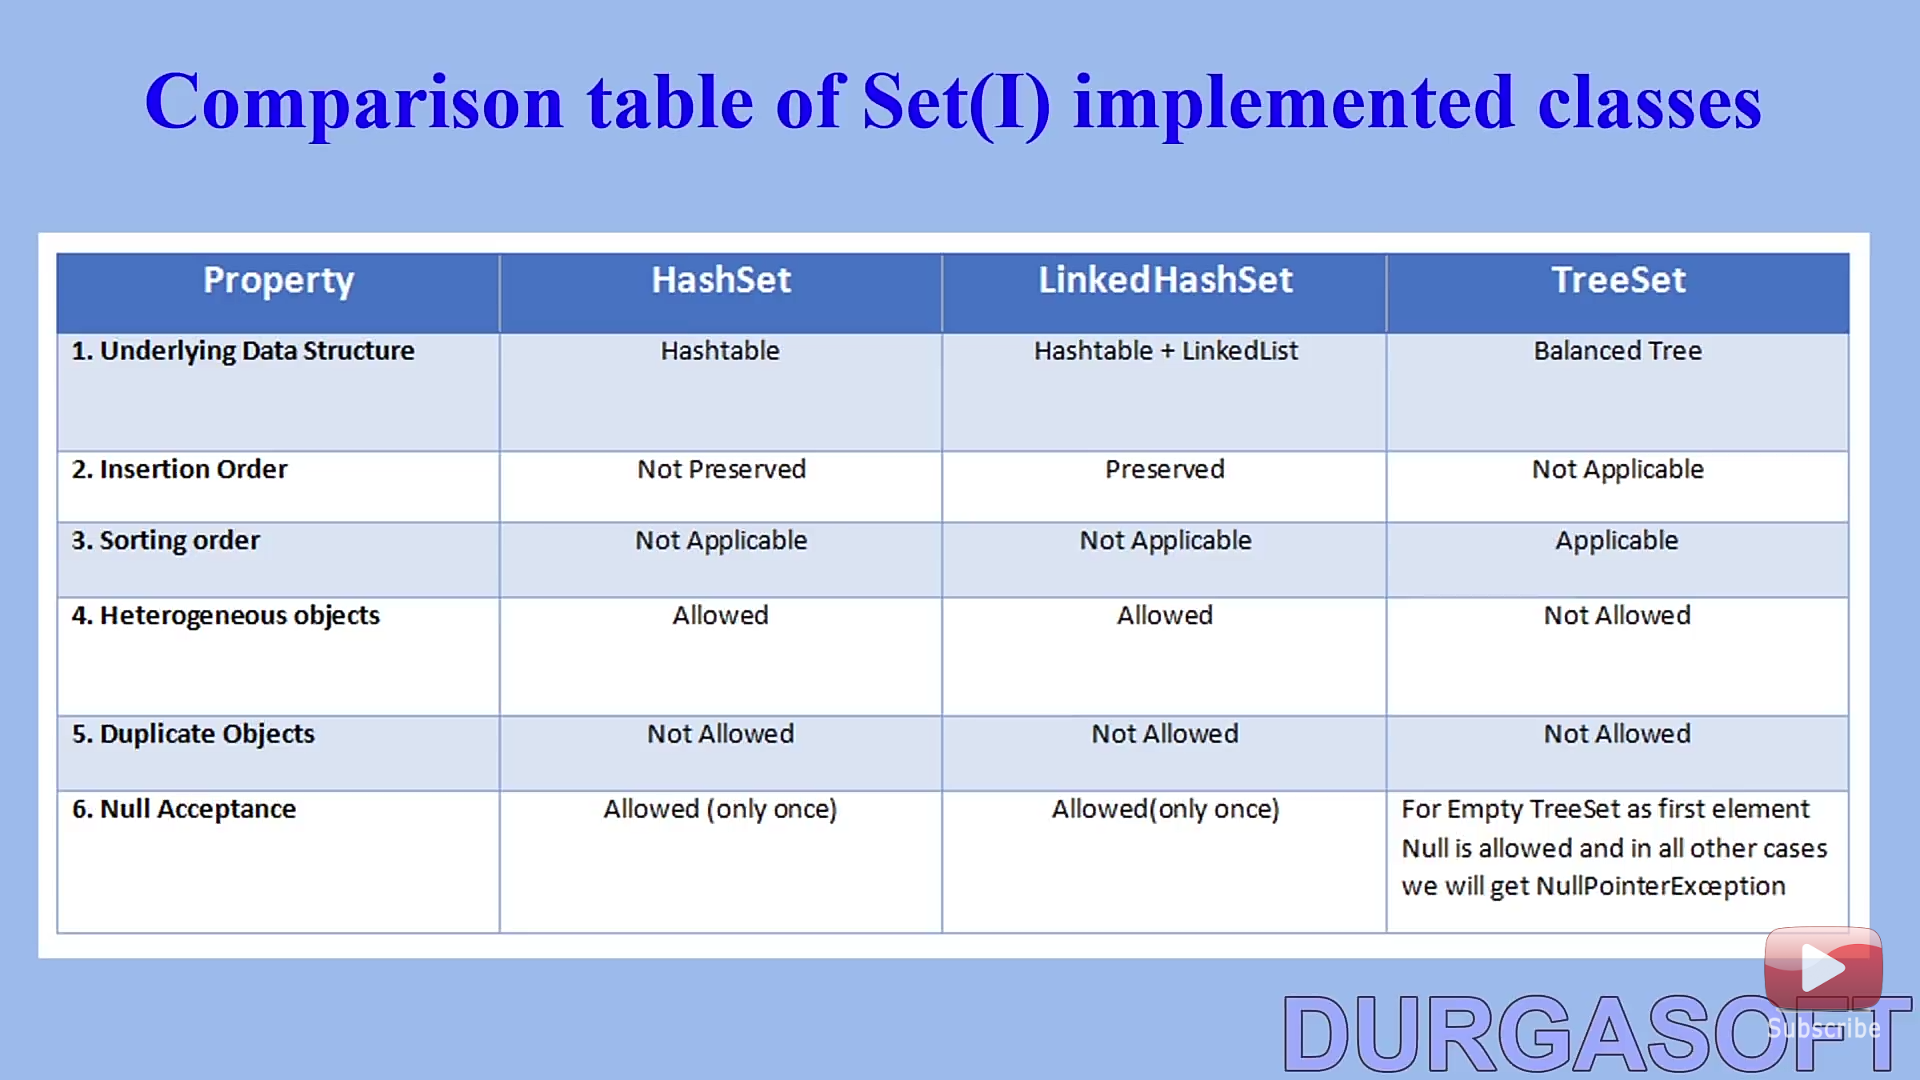 Comparison table of Set(I) implemented classes
Property HashSet LinkedHashSet TreeSet
1. Underlying Data Structure Hashtable Hashtable + LinkedList Balanced Tree
2. Insertion Order Not Preserved Preserved Not Applicable
3. Sorting order Not Applicable Not Applicable Applicable
4. Heterogeneous objects Allowed Allowed Not Allowed
5. Duplicate Objects Not Allowed Not Allowed Not Allowed
6. Null Acceptance Allowed (only once) Allowed(only once) For Empty TreeSet as first element
Null is allowed and in all other cases
we will get NullPointerException
DURGASOFT
Subscribe